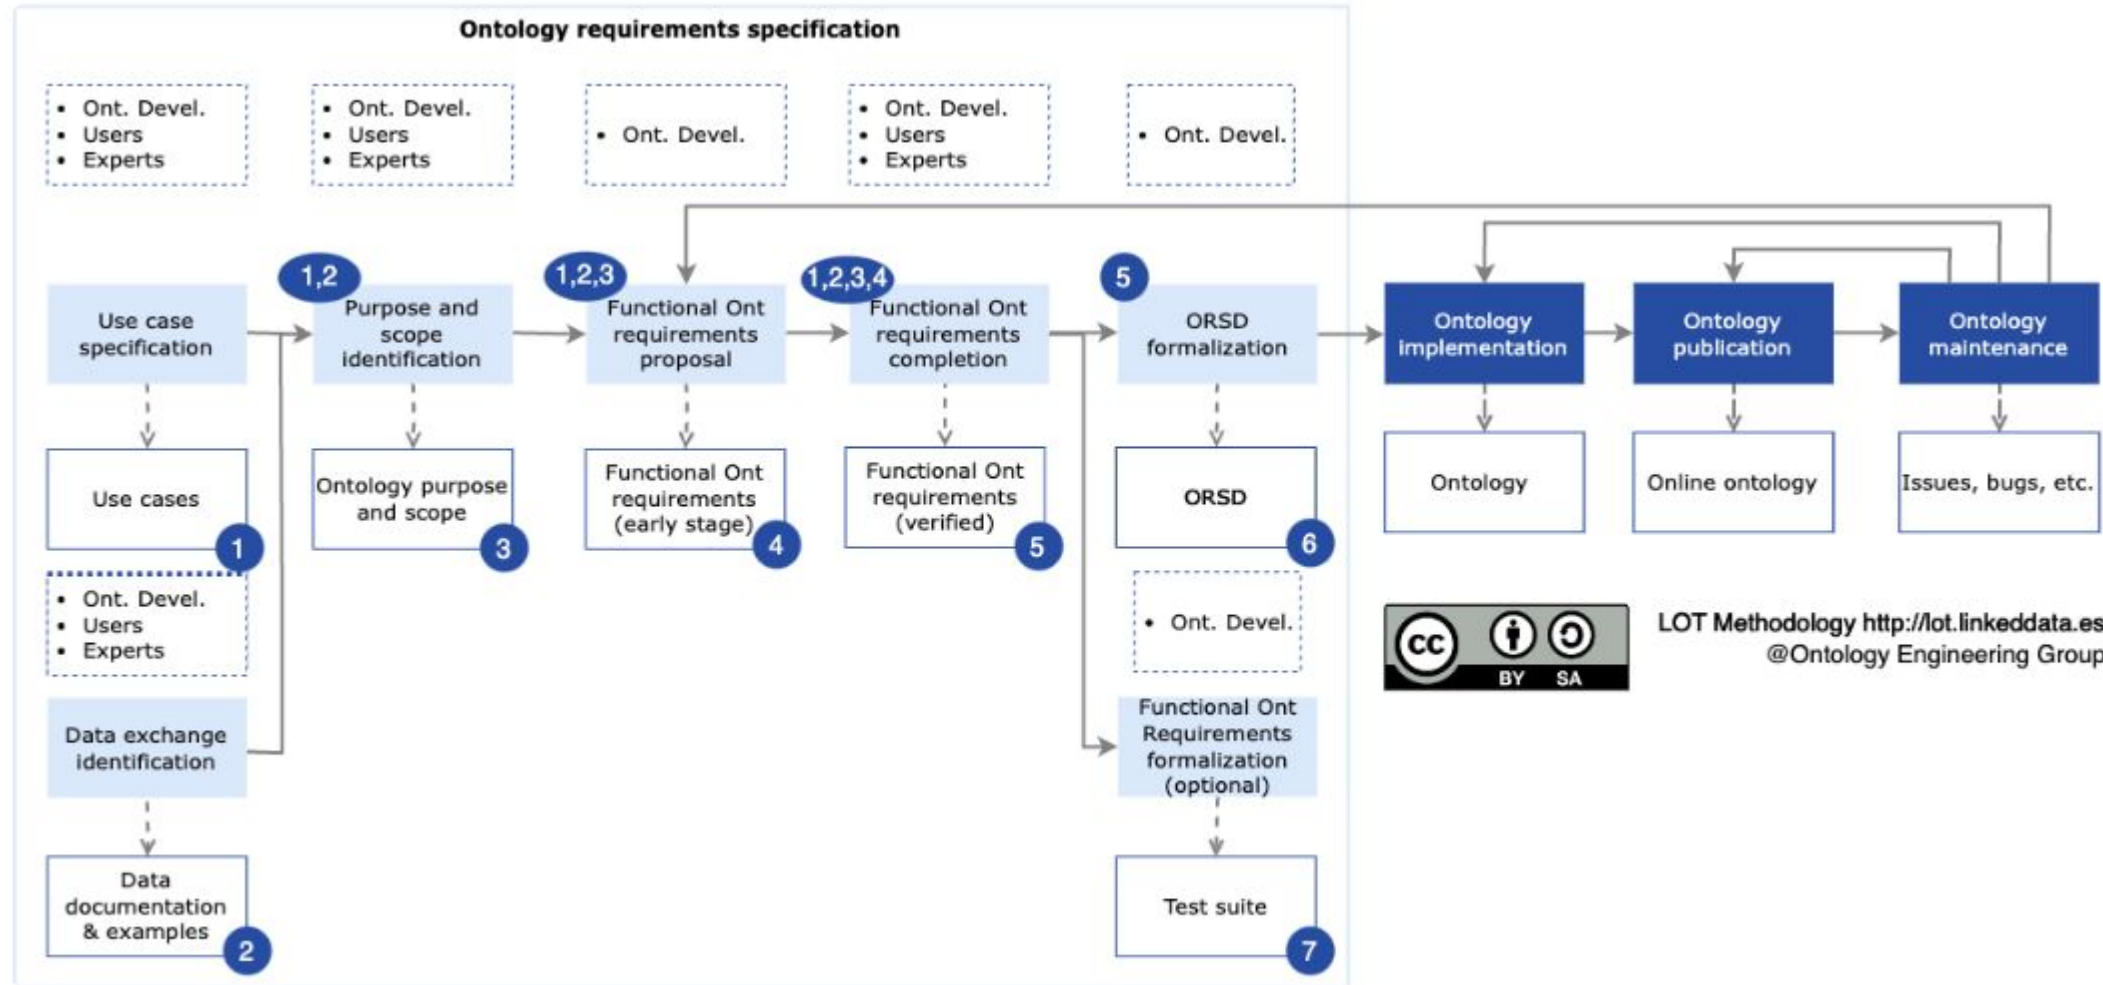 Ontology requirements specification
• Ont. Devel.
• Users
• Experts
• Ont. Devel.
• Users
• Experts
• Ont. Devel.
• Ont. Devel.
• Users
• Experts
• Ont. Devel.
1,2
1,2,3
1,2,3,4
5
Use case
specification
Purpose and
scope
identification
Functional Ont
requirements
proposal
Functional Ont
requirements
completion
ORSD
formalization
Ontology
implementation
Ontology
publication
Ontology
maintenance
Use cases
1
Ontology purpose
and scope
3
Functional Ont
requirements
(early stage)
4
Functional Ont
requirements
(verified)
5
ORSD
6
Ontology
Online ontology
Issues, bugs, etc.
• Ont. Devel.
• Users
• Experts
• Ont. Devel.
cc
BY SA
LOT Methodology http://lot.linkeddata.es
@Ontology Engineering Group
Data exchange
identification
Functional Ont
Requirements
formalization
(optional)
Data
documentation
& examples
2
Test suite
7